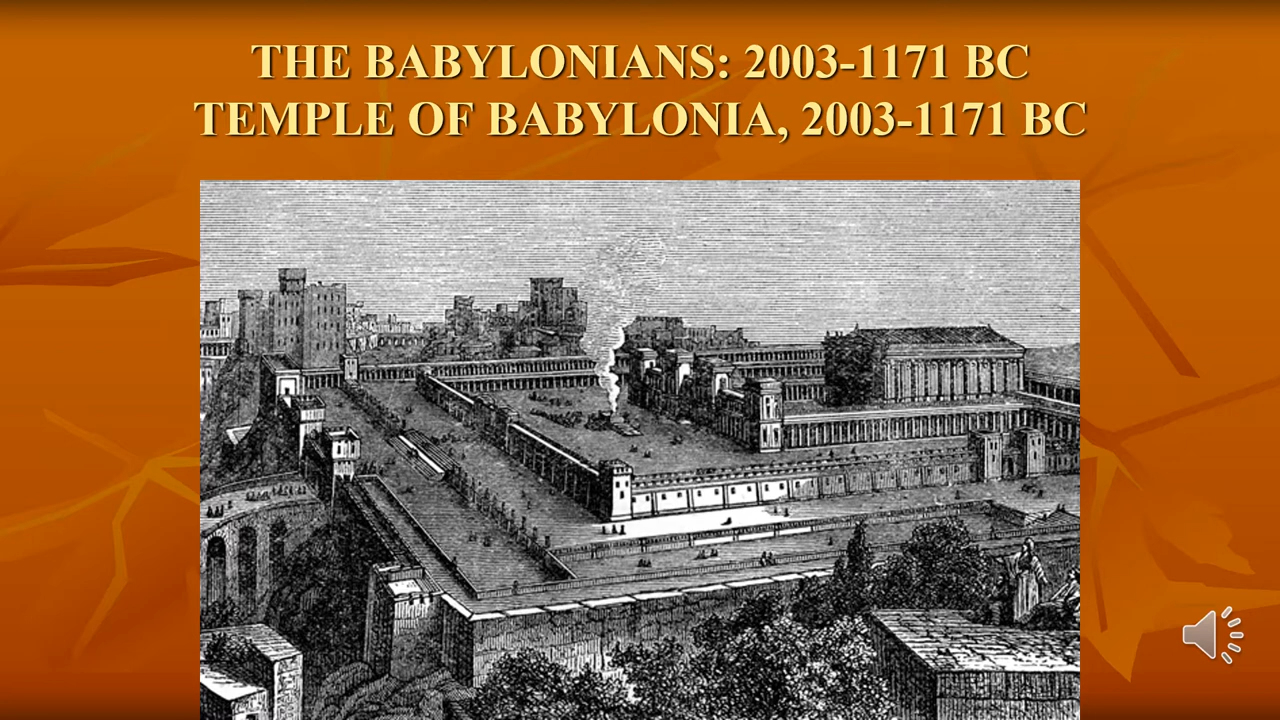 THE BABYLONIANS: 2003-1171 BC
TEMPLE OF BABYLONIA, 2003-1171 BC